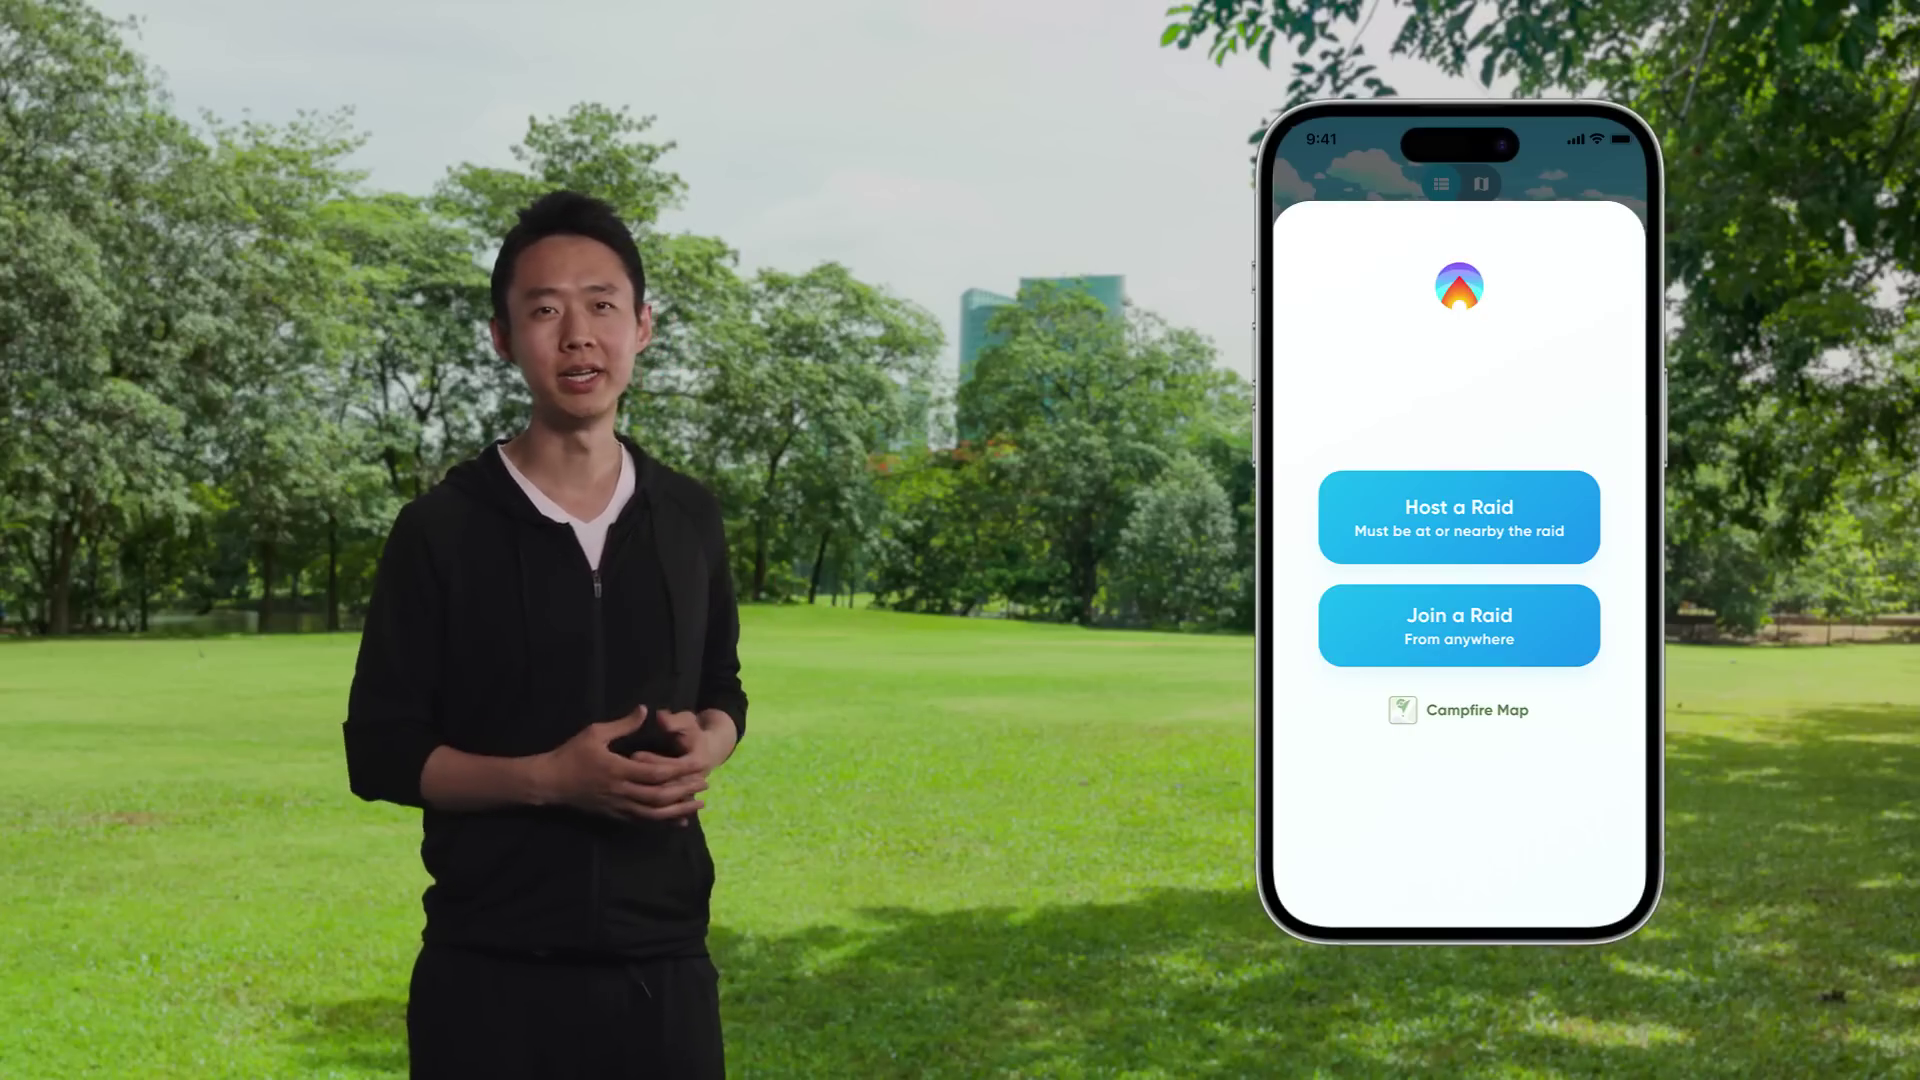 9:41
Host a Raid
Must be at or nearby the raid
Join a Raid
From anywhere
Campfire Map